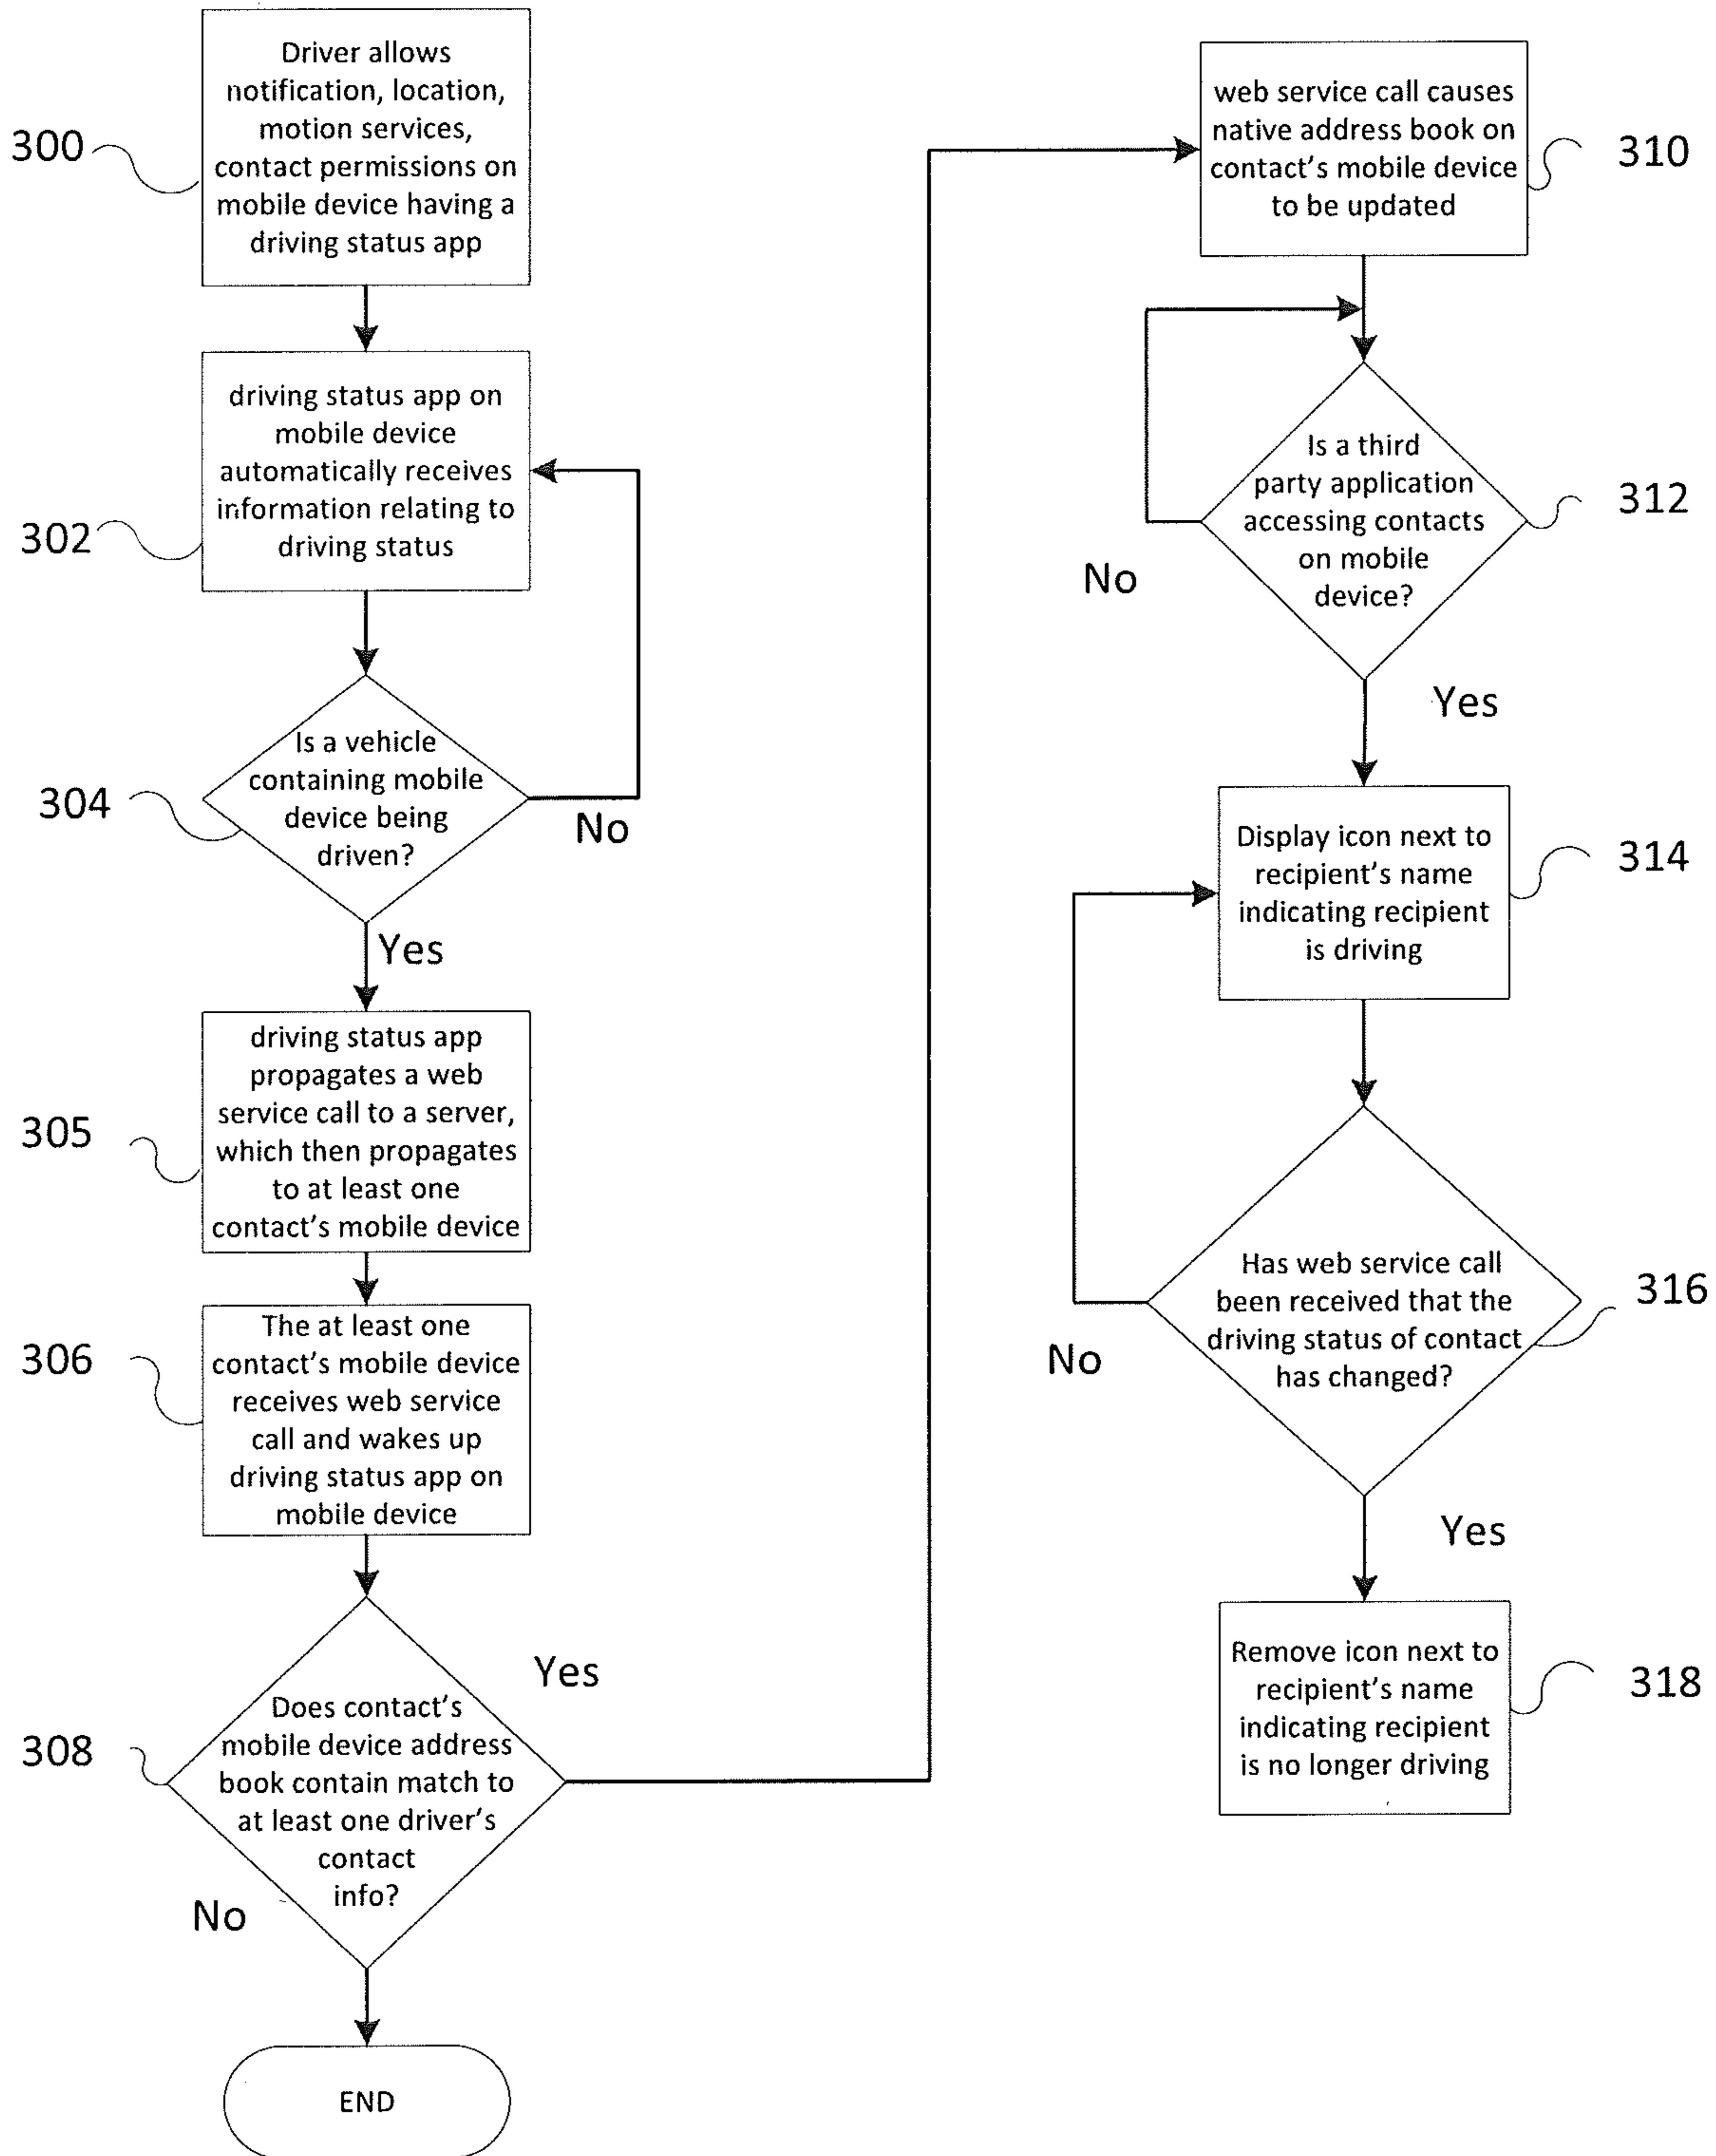 Driver allows
notification, location,
motion services,
contact permissions on
mobile device having a
driving status app
300
driving status app on
mobile device
automatically receives
information relating to
driving status
302
Is a vehicle
containing mobile
device being
driven?
304
No
Yes
driving status app
propagates a web
service call to a server,
which then propagates
to at least one
contact's mobile device
305
The at least one
contact's mobile device
receives web service
call and wakes up
driving status app on
mobile device
306
Does contact's
mobile device address
book contain match to
at least one driver's
contact
info?
308
Yes
No
END
web service call causes
native address book on
contact's mobile device
to be updated
310
Is a third
party application
accessing contacts
on mobile
device?
312
No
Yes
Display icon next to
recipient's name
indicating recipient
is driving
314
Has web service call
been received that the
driving status of contact
has changed?
316
No
Yes
Remove icon next to
recipient's name
indicating recipient
is no longer driving
318